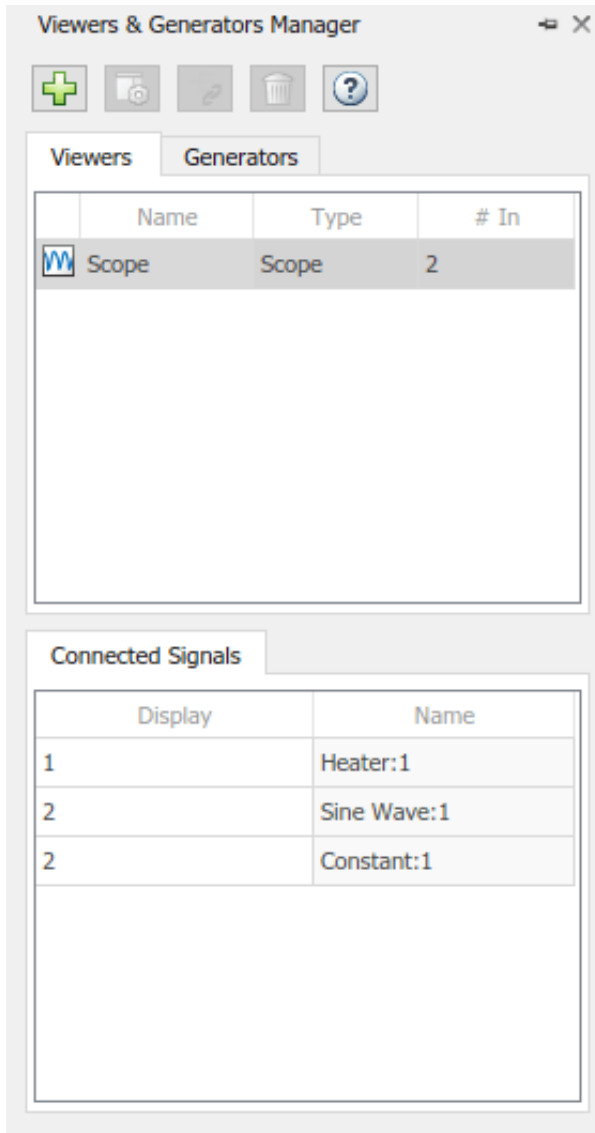 Viewers & Generators Manager
?
Viewers Generators
Name Type # In
Scope Scope 2
Connected Signals
Display Name
1 Heater:1
2 Sine Wave:1
2 Constant:1